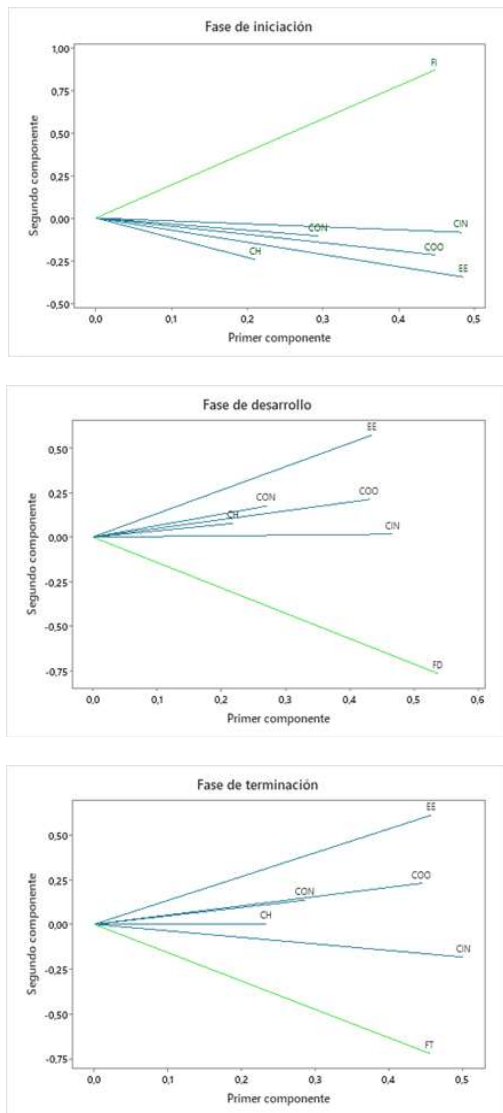 Fase de iniciación
1,00
0,75
0,50
0,25
0,00
-0,25
-0,50
Segundo componente
FI
CIN
CON
COO
CH
EE
0,0 0,1 0,2 0,3 0,4 0,5
Primer componente
Fase de desarrollo
0,50
0,25
0,00
-0,25
-0,50
-0,75
Segundo componente
EE
COO
CON
CH
CIN
FD
0,0 0,1 0,2 0,3 0,4 0,5 0,6
Primer componente
Fase de terminación
0,50
0,25
0,00
-0,25
-0,50
-0,75
Segundo componente
EE
COO
CON
CH
CIN
FT
0,0 0,1 0,2 0,3 0,4 0,5
Primer componente